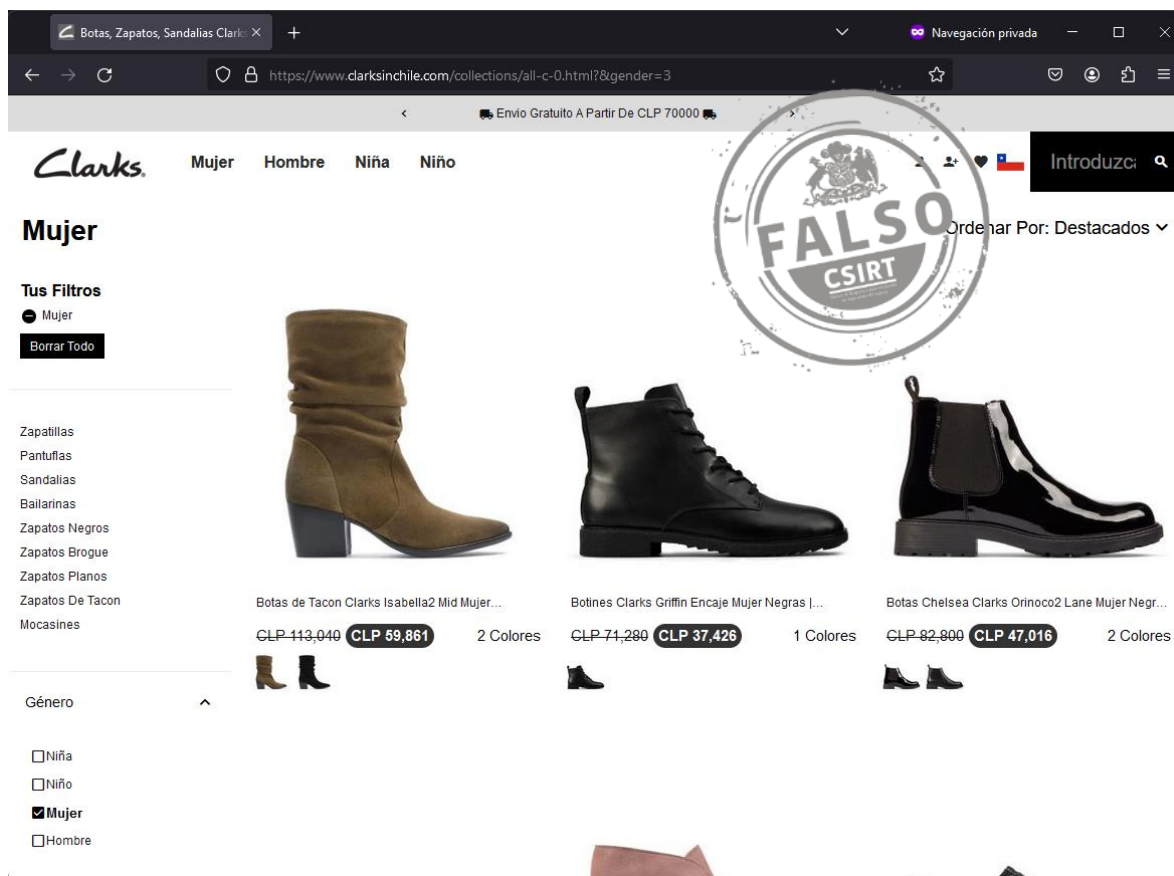 Botas, Zapatos, Sandalias Clarks
Navegación privada
https://www.clarksinchile.com/collections/all-c-0.html?&gender=3
Envio Gratuito A Partir De CLP 70000
Clarks. Mujer Hombre Niña Niño Introduzca
FALSO
CSIRT
Mujer
Ordenar Por: Destacados
Tus Filtros
Mujer
Borrar Todo
Zapatillas
Pantuflas
Sandalias
Bailarinas
Zapatos Negros
Zapatos Brogue
Zapatos Planos
Zapatos De Tacon
Mocasines
Botas de Tacon Clarks Isabella2 Mid Mujer...
CLP 113,040 CLP 59,861 2 Colores
Botines Clarks Griffin Encaje Mujer Negras |...
CLP 71,280 CLP 37,426 1 Colores
Botas Chelsea Clarks Orinoco2 Lane Mujer Negr...
CLP 82,800 CLP 47,016 2 Colores
Género
Niña
Niño
Mujer
Hombre